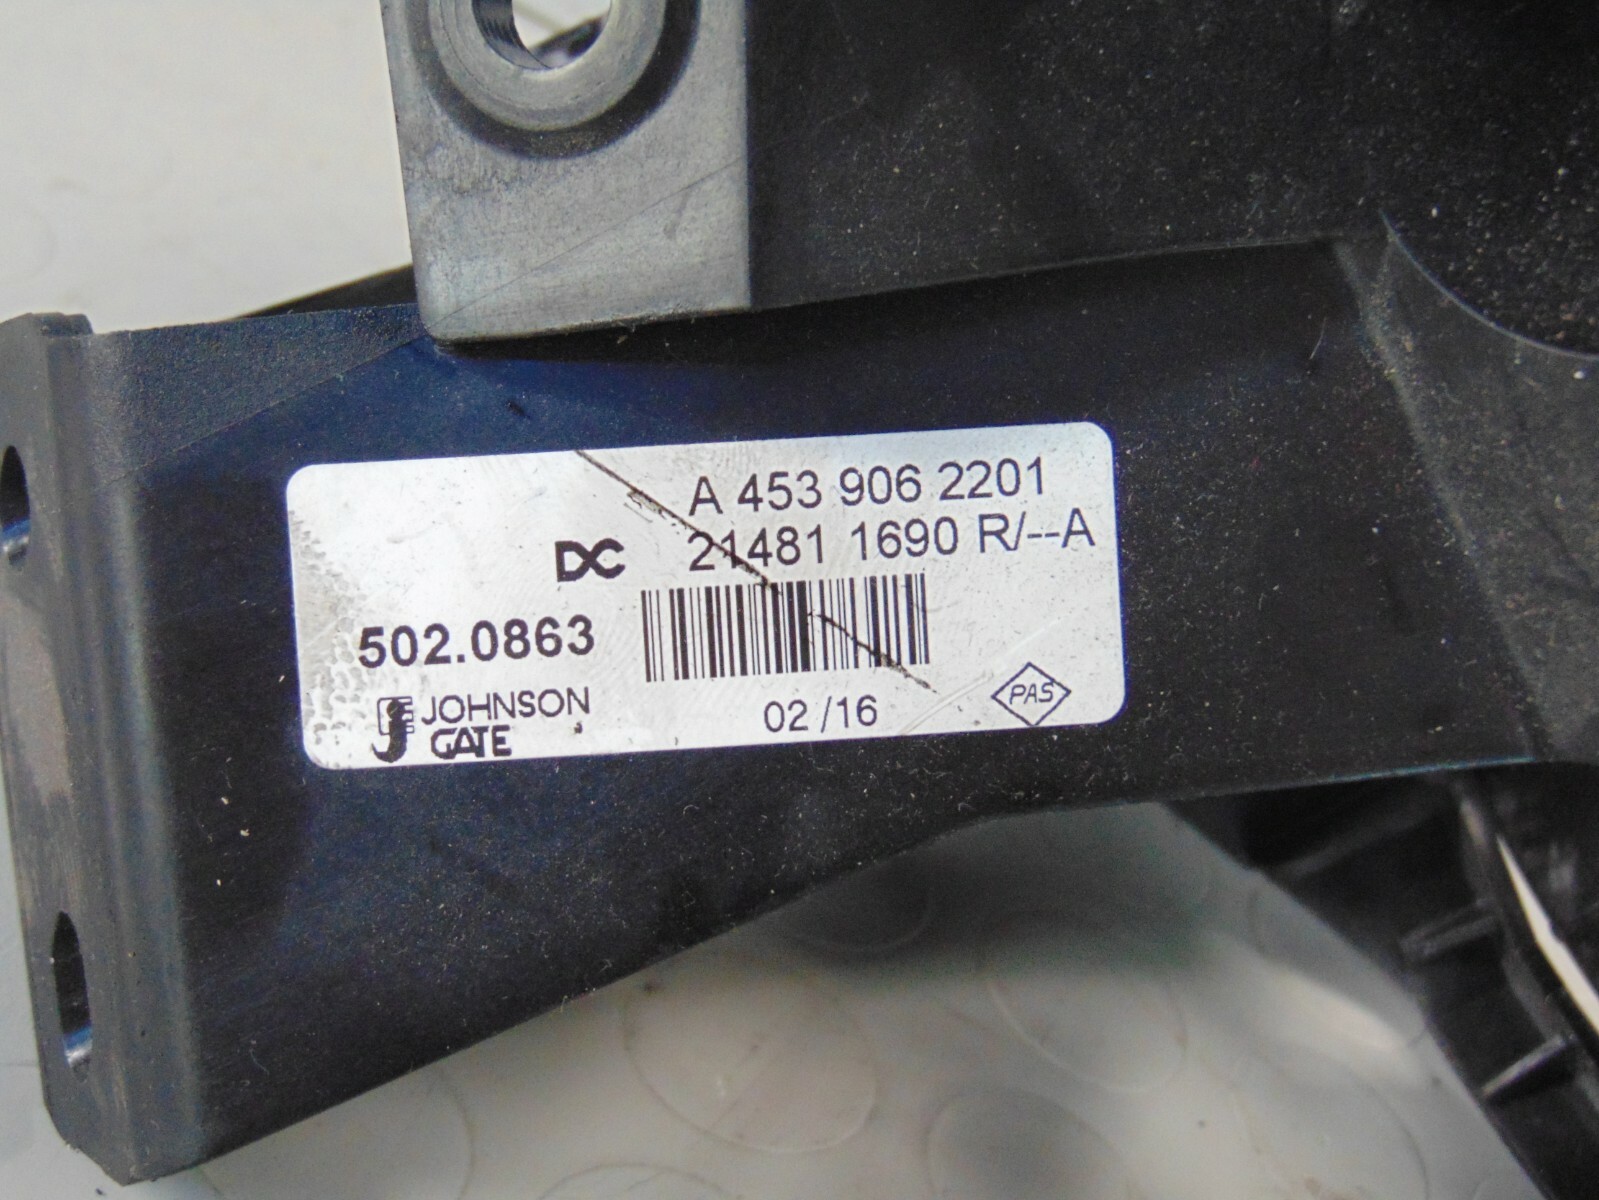 A 453 906 2201
DC 21481 1690 R/--A
502.0863
JOHNSON
GATE
02 /16
PAS